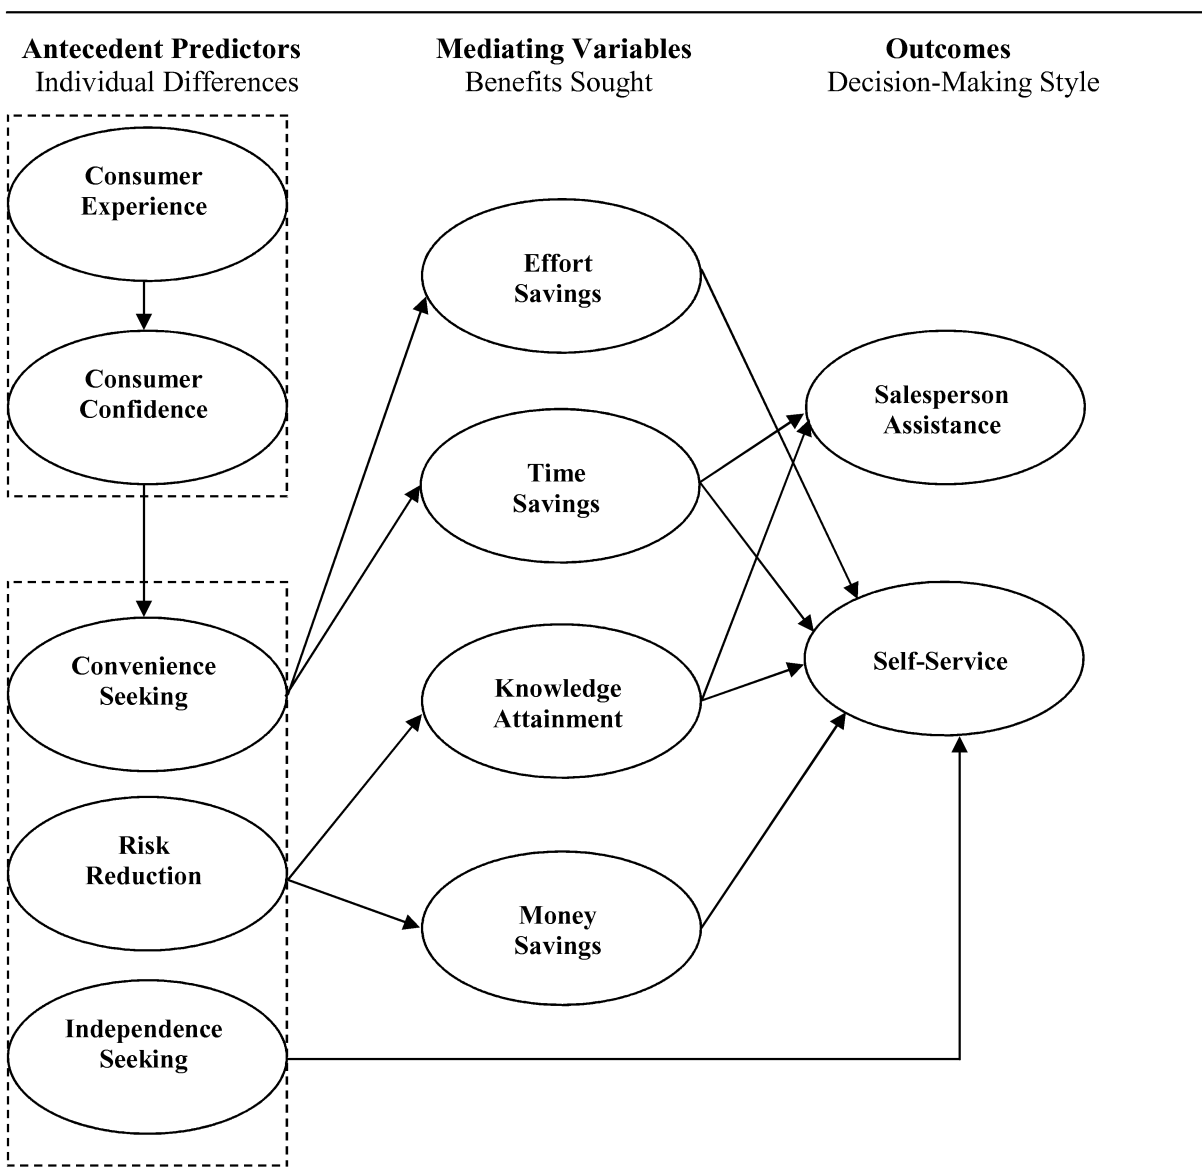 Antecedent Predictors
Individual Differences
Mediating Variables
Benefits Sought
Outcomes
Decision-Making Style
Consumer
Experience
Consumer
Confidence
Convenience
Seeking
Risk
Reduction
Independence
Seeking
Effort
Savings
Time
Savings
Knowledge
Attainment
Money
Savings
Salesperson
Assistance
Self-Service